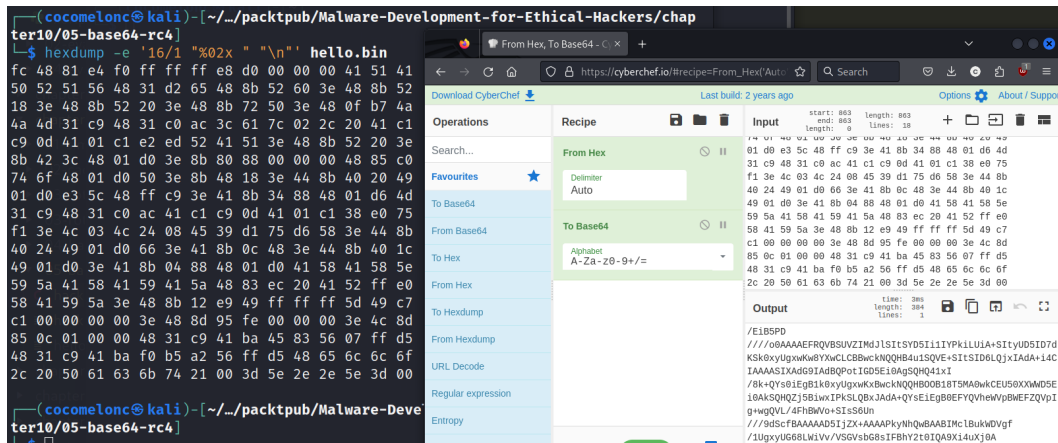 (cocomelonc㉿kali)-[~/…/packtpub/Malware-Development-for-Ethical-Hackers/chap
ter10/05-base64-rc4]
$ hexdump -e '16/1 "%02x " "\n"' hello.bin
fc 48 81 e4 f0 ff ff ff e8 d0 00 00 00 41 51 41
50 52 51 56 48 31 d2 65 48 8b 52 60 3e 48 8b 52
18 3e 48 8b 52 20 3e 48 8b 72 50 3e 48 0f b7 4a
4a 4d 31 c9 48 31 c0 ac 3c 61 7c 02 2c 20 41 c1
c9 0d 41 01 c1 e2 ed 52 41 51 3e 48 8b 52 20 3e
8b 42 3c 48 01 d0 3e 8b 80 88 00 00 00 48 85 c0
74 6f 48 01 d0 50 3e 8b 48 18 3e 44 8b 40 20 49
01 d0 e3 5c 48 ff c9 3e 41 8b 34 88 48 01 d6 4d
31 c9 48 31 c0 ac 41 c1 c9 0d 41 01 c1 38 e0 75
f1 3e 4c 03 4c 24 08 45 39 d1 75 d6 58 3e 44 8b
40 24 49 01 d0 66 3e 41 8b 0c 48 3e 44 8b 40 1c
49 01 d0 3e 41 8b 04 88 48 01 d0 41 58 41 58 5e
59 5a 41 58 41 59 41 5a 48 83 ec 20 41 52 ff e0
58 41 59 5a 3e 48 8b 12 e9 49 ff ff ff 5d 49 c7
c1 00 00 00 00 3e 48 8d 95 fe 00 00 00 3e 4c 8d
85 0c 01 00 00 48 31 c9 41 ba 45 83 56 07 ff d5
48 31 c9 41 ba f0 b5 a2 56 ff d5 48 65 6c 6c 6f
2c 20 50 61 63 6b 74 21 00 3d 5e 2e 2e 5e 3d 00
(cocomelonc㉿kali)-[~/…/packtpub/Malware-Deve
ter10/05-base64-rc4]
$
From Hex, To Base64 - Cy
https://cyberchef.io/#recipe=From_Hex('Auto'
Search
Download CyberChef
Last build: 2 years ago
Options
About / Suppor
Operations
Search...
Favourites
To Base64
From Base64
To Hex
From Hex
To Hexdump
From Hexdump
URL Decode
Regular expression
Entropy
Recipe
From Hex
Delimiter
Auto
To Base64
Alphabet
A-Za-z0-9+/=
Input
start: 863
end: 863
length: 0
length: 863
lines: 18
74 6f 48 01 d0 50 3e 8b 48 18 3e 44 8b 40 20 49
01 d0 e3 5c 48 ff c9 3e 41 8b 34 88 48 01 d6 4d
31 c9 48 31 c0 ac 41 c1 c9 0d 41 01 c1 38 e0 75
f1 3e 4c 03 4c 24 08 45 39 d1 75 d6 58 3e 44 8b
40 24 49 01 d0 66 3e 41 8b 0c 48 3e 44 8b 40 1c
49 01 d0 3e 41 8b 04 88 48 01 d0 41 58 41 58 5e
59 5a 41 58 41 59 41 5a 48 83 ec 20 41 52 ff e0
58 41 59 5a 3e 48 8b 12 e9 49 ff ff ff 5d 49 c7
c1 00 00 00 00 3e 48 8d 95 fe 00 00 00 3e 4c 8d
85 0c 01 00 00 48 31 c9 41 ba 45 83 56 07 ff d5
48 31 c9 41 ba f0 b5 a2 56 ff d5 48 65 6c 6c 6f
2c 20 50 61 63 6b 74 21 00 3d 5e 2e 2e 5e 3d 00
Output
time: 3ms
length: 384
lines: 1
/EiB5PD
////o0AAAAEFRQVBSUVZIMdJlSItSYD5Ii1IYPkiLUiA+SItyUD5ID7d
KSk0xyUgxwKw8YXwCLCBBwckNQQHB4u1SQVE+SItSID6LQjxIAdA+i4C
IAAAASIXAdG9IAdBQPotIGD5Ei0AgSQHQ41xI
/8k+QYs0iEgB1k0xyUgxwKxBwckNQQHBOOB18T5MA0wkCEU50XXWWD5E
i0AkSQHQZj5BiwxIPkSLQBxJAdA+QYsEiEgB0EFYQVheWVpBWEFZQVpI
g+wgQVL/4FhBWVo+SIsS6Un
///9dScfBAAAAAD5IjZX+AAAAPkyNhQwBAABIMclBukWDVgf
/1UgxyUG68LWiVv/VSGVsbG8sIFBhY2t0IQA9Xi4uXj0A